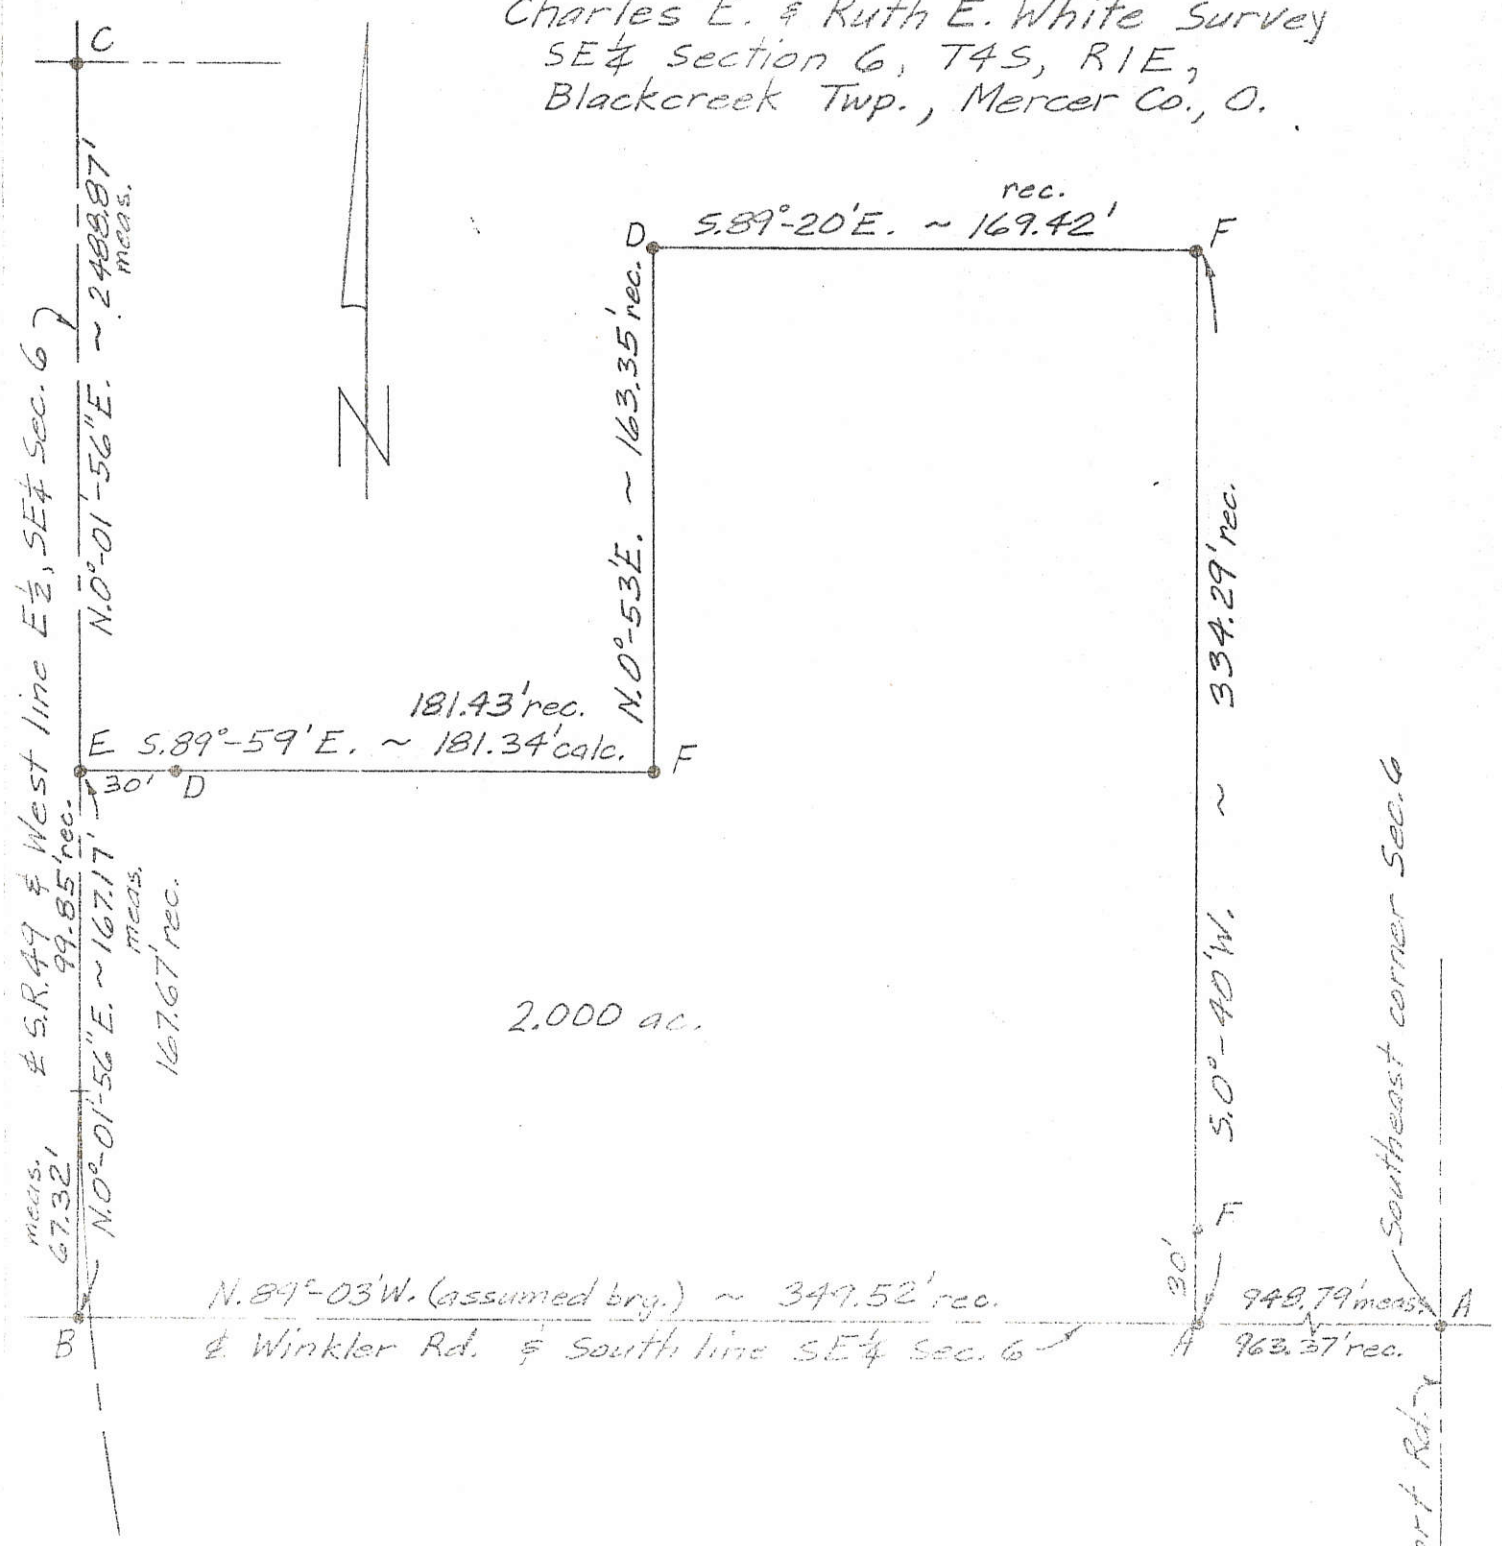 Charles E. & Ruth E. White Survey
SE¼ Section 6, T4S, R1E,
Blackcreek Twp., Mercer Co., O.
C
N.0°-01'-56"E. ~ 2488.87'
meas.
℄ S.R.49 & West line E½, SE¼ Sec. 6
N
D
rec.
S.89°-20'E. ~ 169.42'
F
N.0°-53'E. ~ 163.35' rec.
334.29' rec.
S.0°-40'W. ~
181.43' rec.
E S.89°-59'E. ~ 181.34' calc.
F
30' D
99.85' rec.
N.0°-01'-56"E. ~ 167.17'
meas.
167.67' rec.
2.000 ac.
meas.
67.32'
Southeast corner Sec. 6
F
30'
N.89°-03'W. (assumed brg.) ~ 349.52' rec.
948.79' meas.
A
B
℄ Winkler Rd. & South line SE¼ Sec. 6
A
963.37' rec.
Rd.